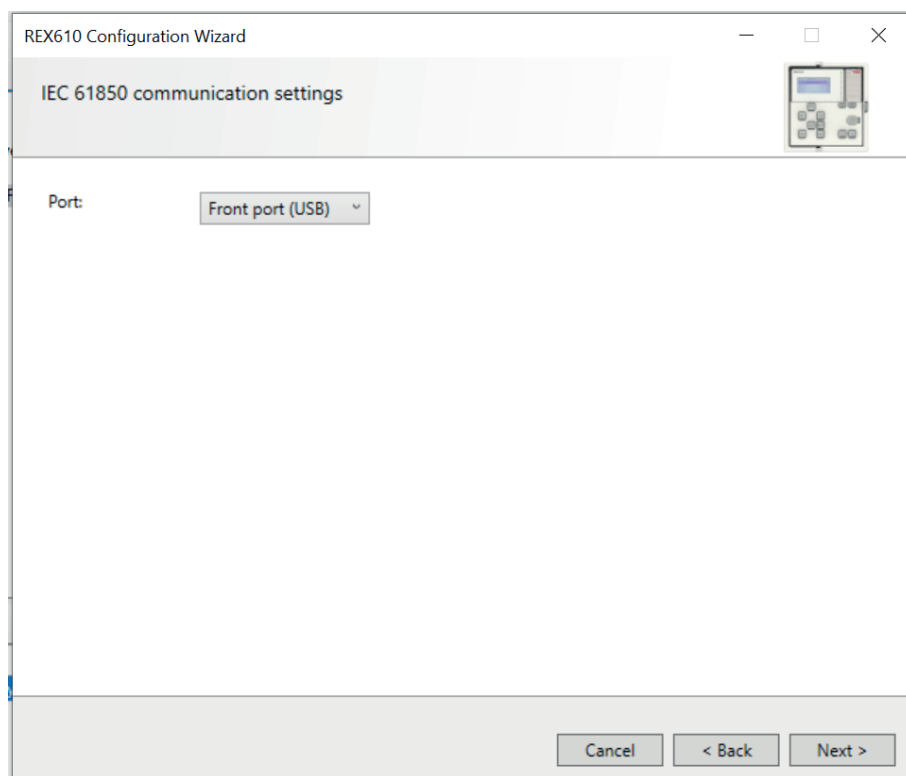 REX610 Configuration Wizard
IEC 61850 communication settings
Port:
Front port (USB)
Cancel
< Back
Next >